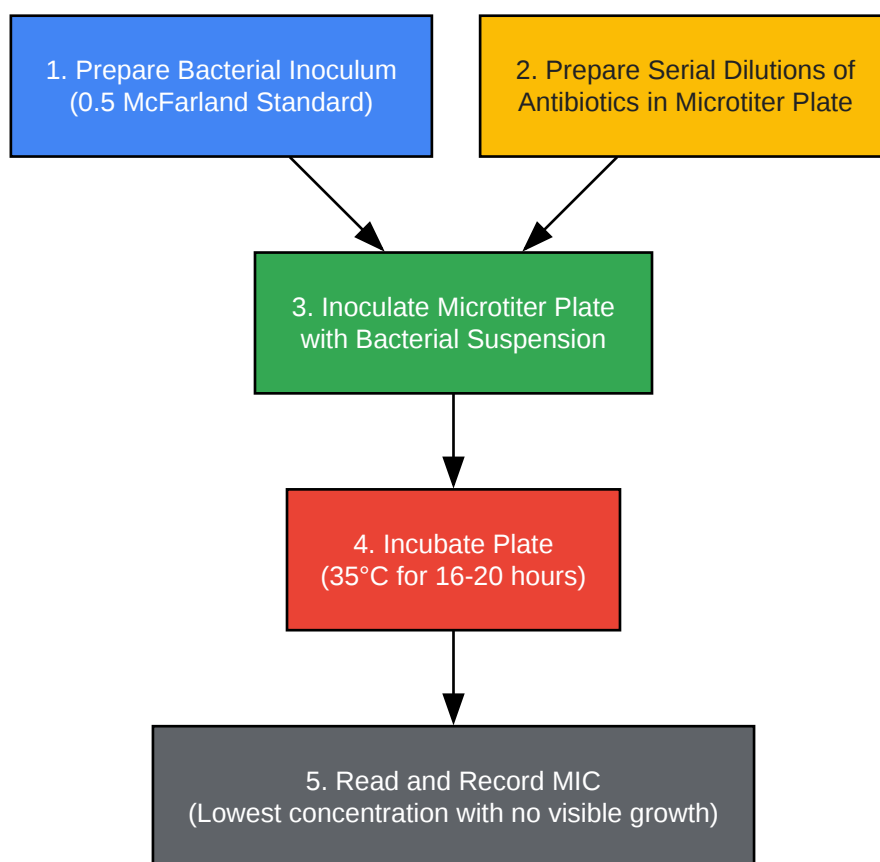 1. Prepare Bacterial Inoculum
(0.5 McFarland Standard)
2. Prepare Serial Dilutions of
Antibiotics in Microtiter Plate
3. Inoculate Microtiter Plate
with Bacterial Suspension
4. Incubate Plate
(35°C for 16-20 hours)
5. Read and Record MIC
(Lowest concentration with no visible growth)